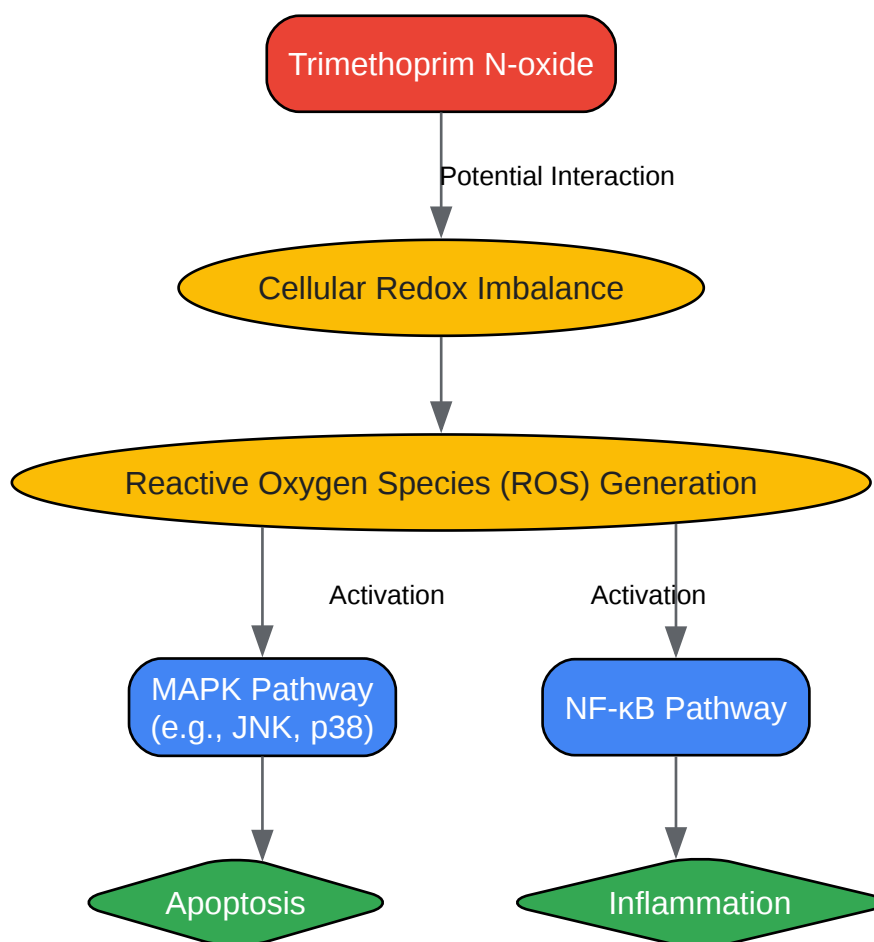 Trimethoprim N-oxide
Potential Interaction
Cellular Redox Imbalance
Reactive Oxygen Species (ROS) Generation
Activation
Activation
MAPK Pathway
(e.g., JNK, p38)
NF-κB Pathway
Apoptosis
Inflammation